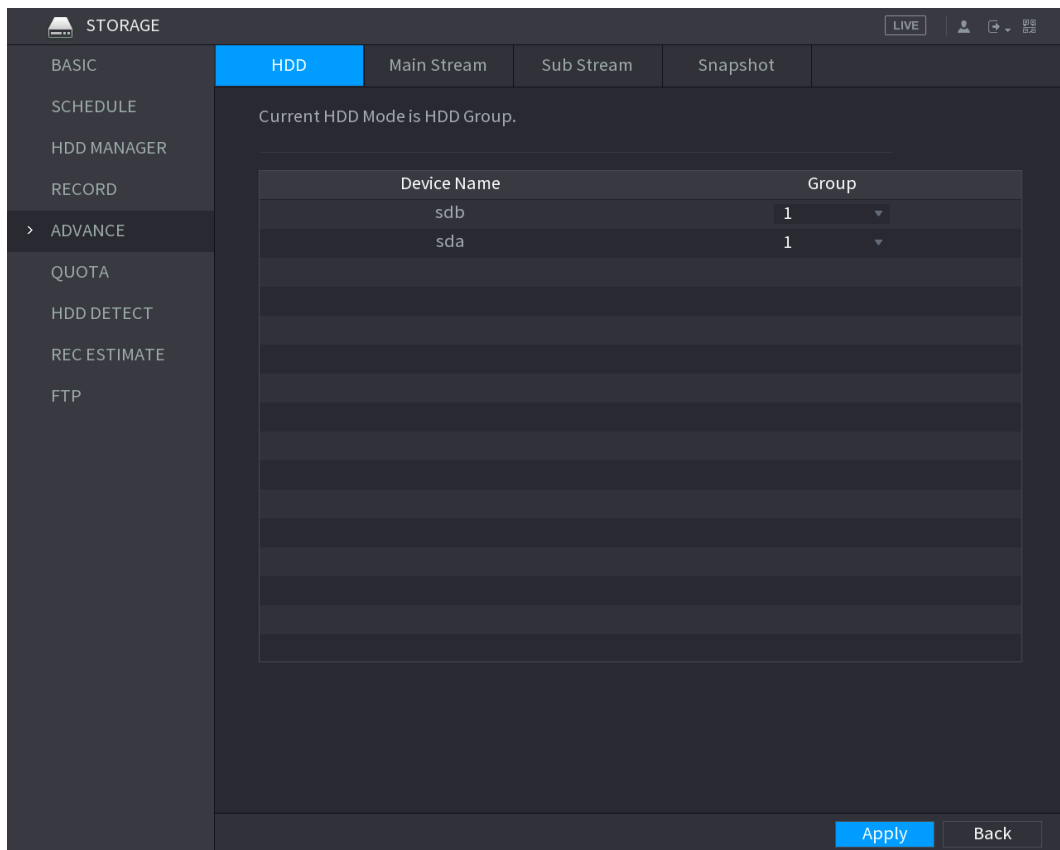 STORAGE
LIVE
BASIC
SCHEDULE
HDD MANAGER
RECORD
ADVANCE
QUOTA
HDD DETECT
REC ESTIMATE
FTP
HDD Main Stream Sub Stream Snapshot
Current HDD Mode is HDD Group.
Device Name Group
sdb 1
sda 1
Apply Back